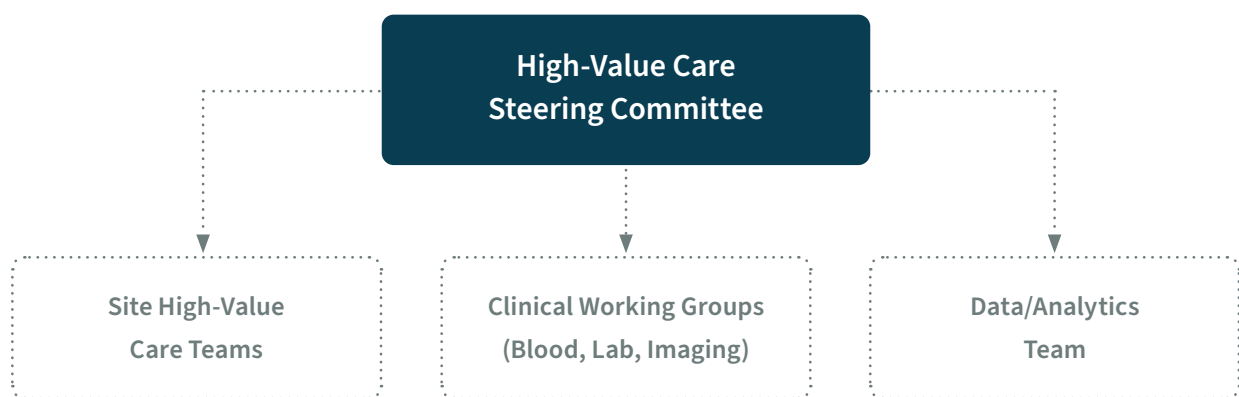 High-Value Care
Steering Committee
Site High-Value
Care Teams
Clinical Working Groups
(Blood, Lab, Imaging)
Data/Analytics
Team